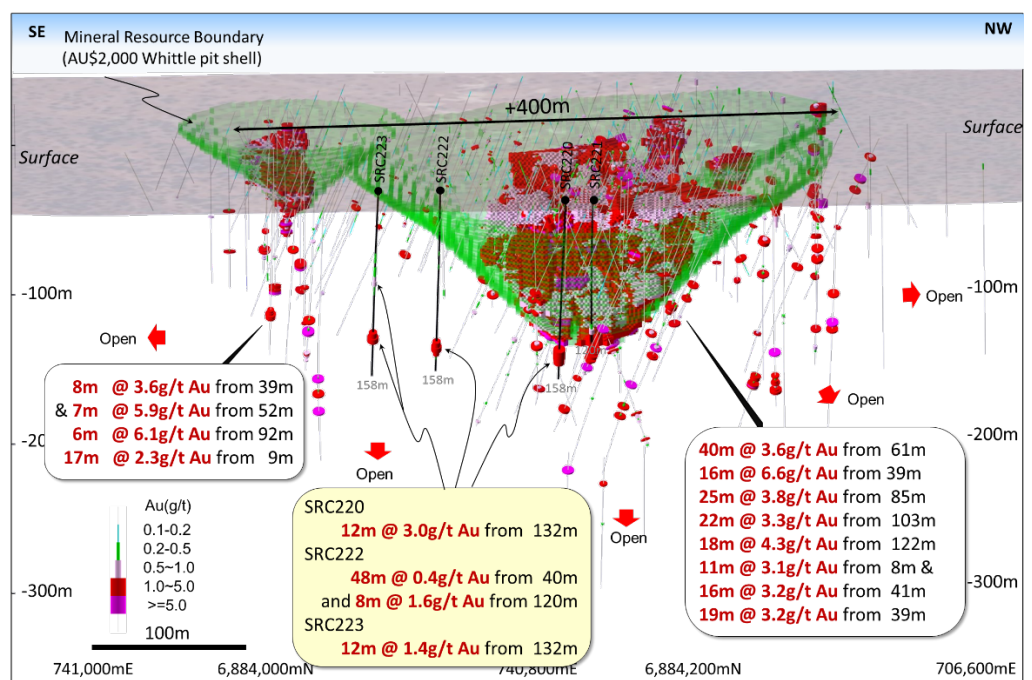 SE
Mineral Resource Boundary
(AU$2,000 Whittle pit shell)
NW
+400m
Surface
Surface
SRC223
SRC222
SRC220
SRC221
-100m
-100m
Open
Open
158m
158m
158m
120m
8m @ 3.6g/t Au from 39m
& 7m @ 5.9g/t Au from 52m
6m @ 6.1g/t Au from 92m
17m @ 2.3g/t Au from 9m
Open
-20
Open
-200m
40m @ 3.6g/t Au from 61m
16m @ 6.6g/t Au from 39m
25m @ 3.8g/t Au from 85m
22m @ 3.3g/t Au from 103m
18m @ 4.3g/t Au from 122m
11m @ 3.1g/t Au from 8m &
16m @ 3.2g/t Au from 41m
19m @ 3.2g/t Au from 39m
Open
SRC220
12m @ 3.0g/t Au from 132m
SRC222
48m @ 0.4g/t Au from 40m
and 8m @ 1.6g/t Au from 120m
SRC223
12m @ 1.4g/t Au from 132m
Au(g/t)
0.1-0.2
0.2-0.5
0.5~1.0
1.0~5.0
>=5.0
-300m
-300m
100m
741,000mE
6,884,000mN
740,800mE
6,884,200mN
706,600mE